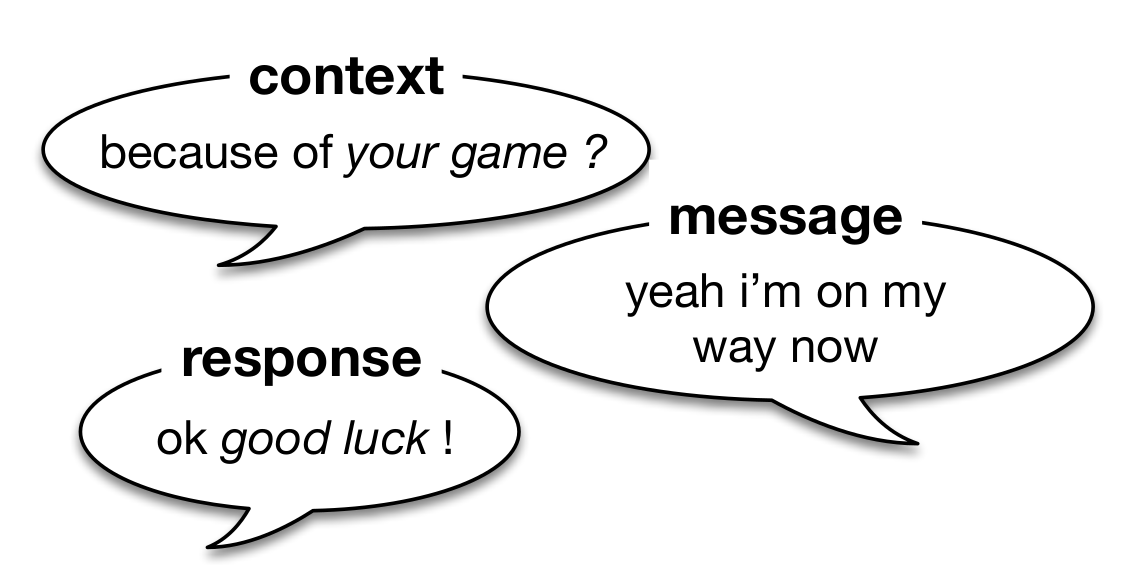 context
because of your game ?
message
yeah i’m on my
way now
response
ok good luck !